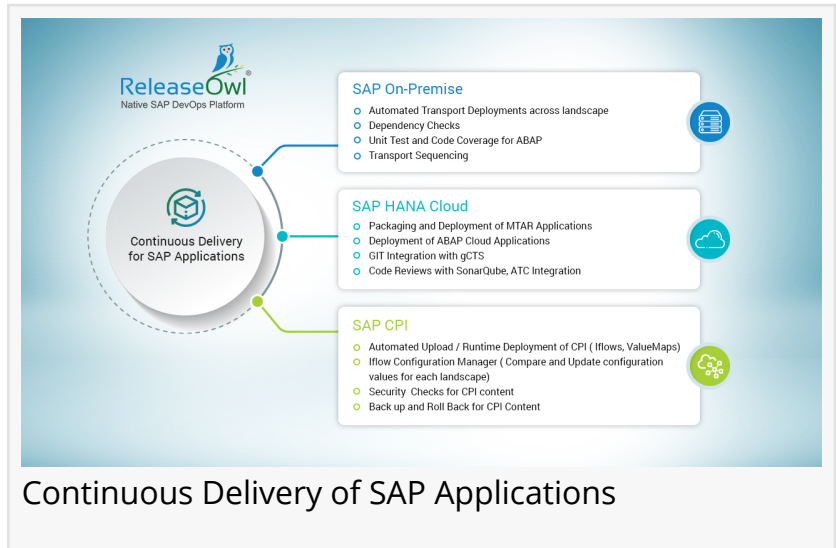 ReleaseOwl®
Native SAP DevOps Platform
Continuous Delivery
for SAP Applications
SAP On-Premise
Automated Transport Deployments across landscape
Dependency Checks
Unit Test and Code Coverage for ABAP
Transport Sequencing
SAP HANA Cloud
Packaging and Deployment of MTAR Applications
Deployment of ABAP Cloud Applications
GIT Integration with gCTS
Code Reviews with SonarQube, ATC Integration
SAP CPI
Automated Upload / Runtime Deployment of CPI ( Iflows, ValueMaps)
Iflow Configuration Manager ( Compare and Update configuration
values for each landscape)
Security Checks for CPI content
Back up and Roll Back for CPI Content
Continuous Delivery of SAP Applications